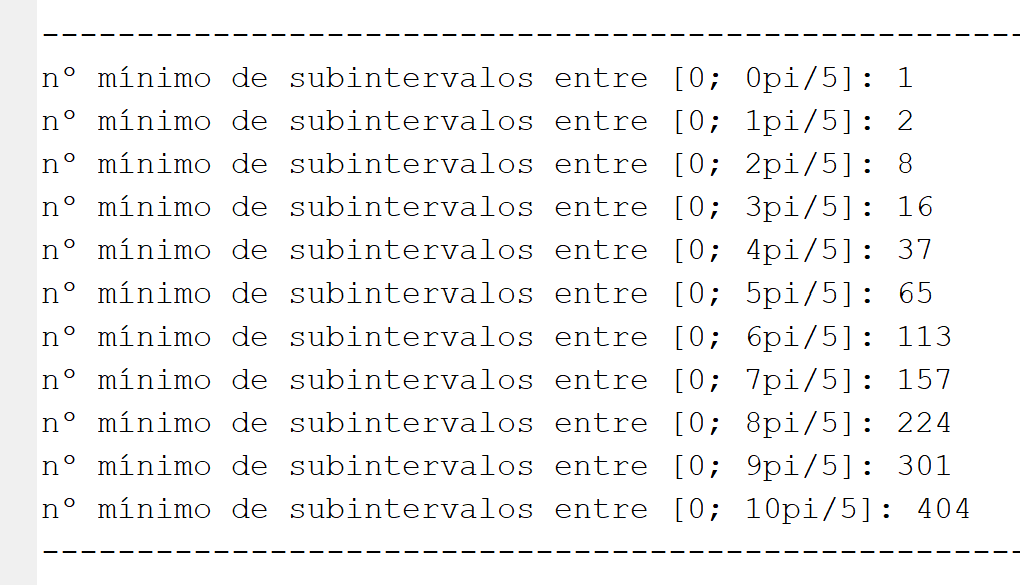 -----------------------------------------------------
nº mínimo de subintervalos entre [0; 0pi/5]: 1
nº mínimo de subintervalos entre [0; 1pi/5]: 2
nº mínimo de subintervalos entre [0; 2pi/5]: 8
nº mínimo de subintervalos entre [0; 3pi/5]: 16
nº mínimo de subintervalos entre [0; 4pi/5]: 37
nº mínimo de subintervalos entre [0; 5pi/5]: 65
nº mínimo de subintervalos entre [0; 6pi/5]: 113
nº mínimo de subintervalos entre [0; 7pi/5]: 157
nº mínimo de subintervalos entre [0; 8pi/5]: 224
nº mínimo de subintervalos entre [0; 9pi/5]: 301
nº mínimo de subintervalos entre [0; 10pi/5]: 404
-----------------------------------------------------